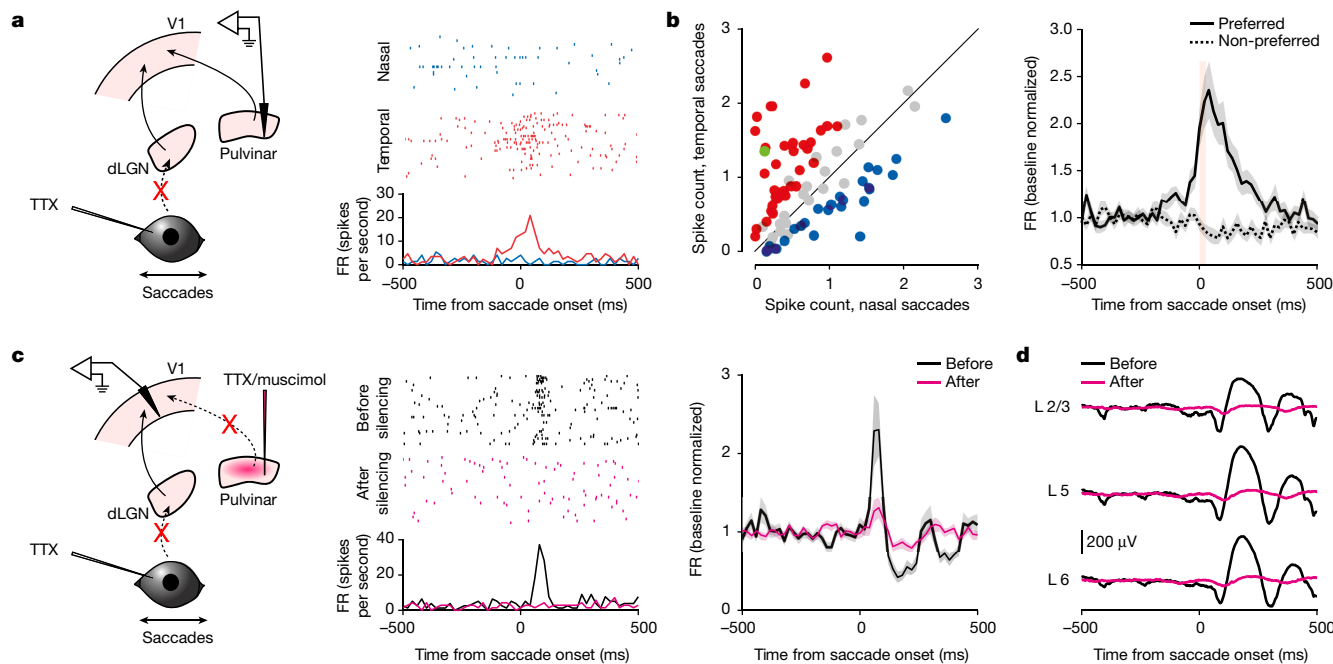 a
V1
Pulvinar
dLGN
X
TTX
Saccades
Nasal
Temporal
FR (spikes
per second)
30
20
10
0
−500
0
500
Time from saccade onset (ms)
b
Spike count, temporal saccades
3
2
1
0
0
1
2
3
Spike count, nasal saccades
Preferred
Non-preferred
FR (baseline normalized)
3.0
2.5
2.0
1.5
1.0
0.5
−500
0
500
Time from saccade onset (ms)
c
V1
TTX/muscimol
X
Pulvinar
dLGN
X
TTX
Saccades
Before
silencing
After
silencing
FR (spikes
per second)
40
20
0
−500
0
500
Time from saccade onset (ms)
Before
After
FR (baseline normalized)
3
2
1
0
−500
0
500
Time from saccade onset (ms)
d
Before
After
L 2/3
L 5
200 μV
L 6
−500
0
500
Time from saccade onset (ms)